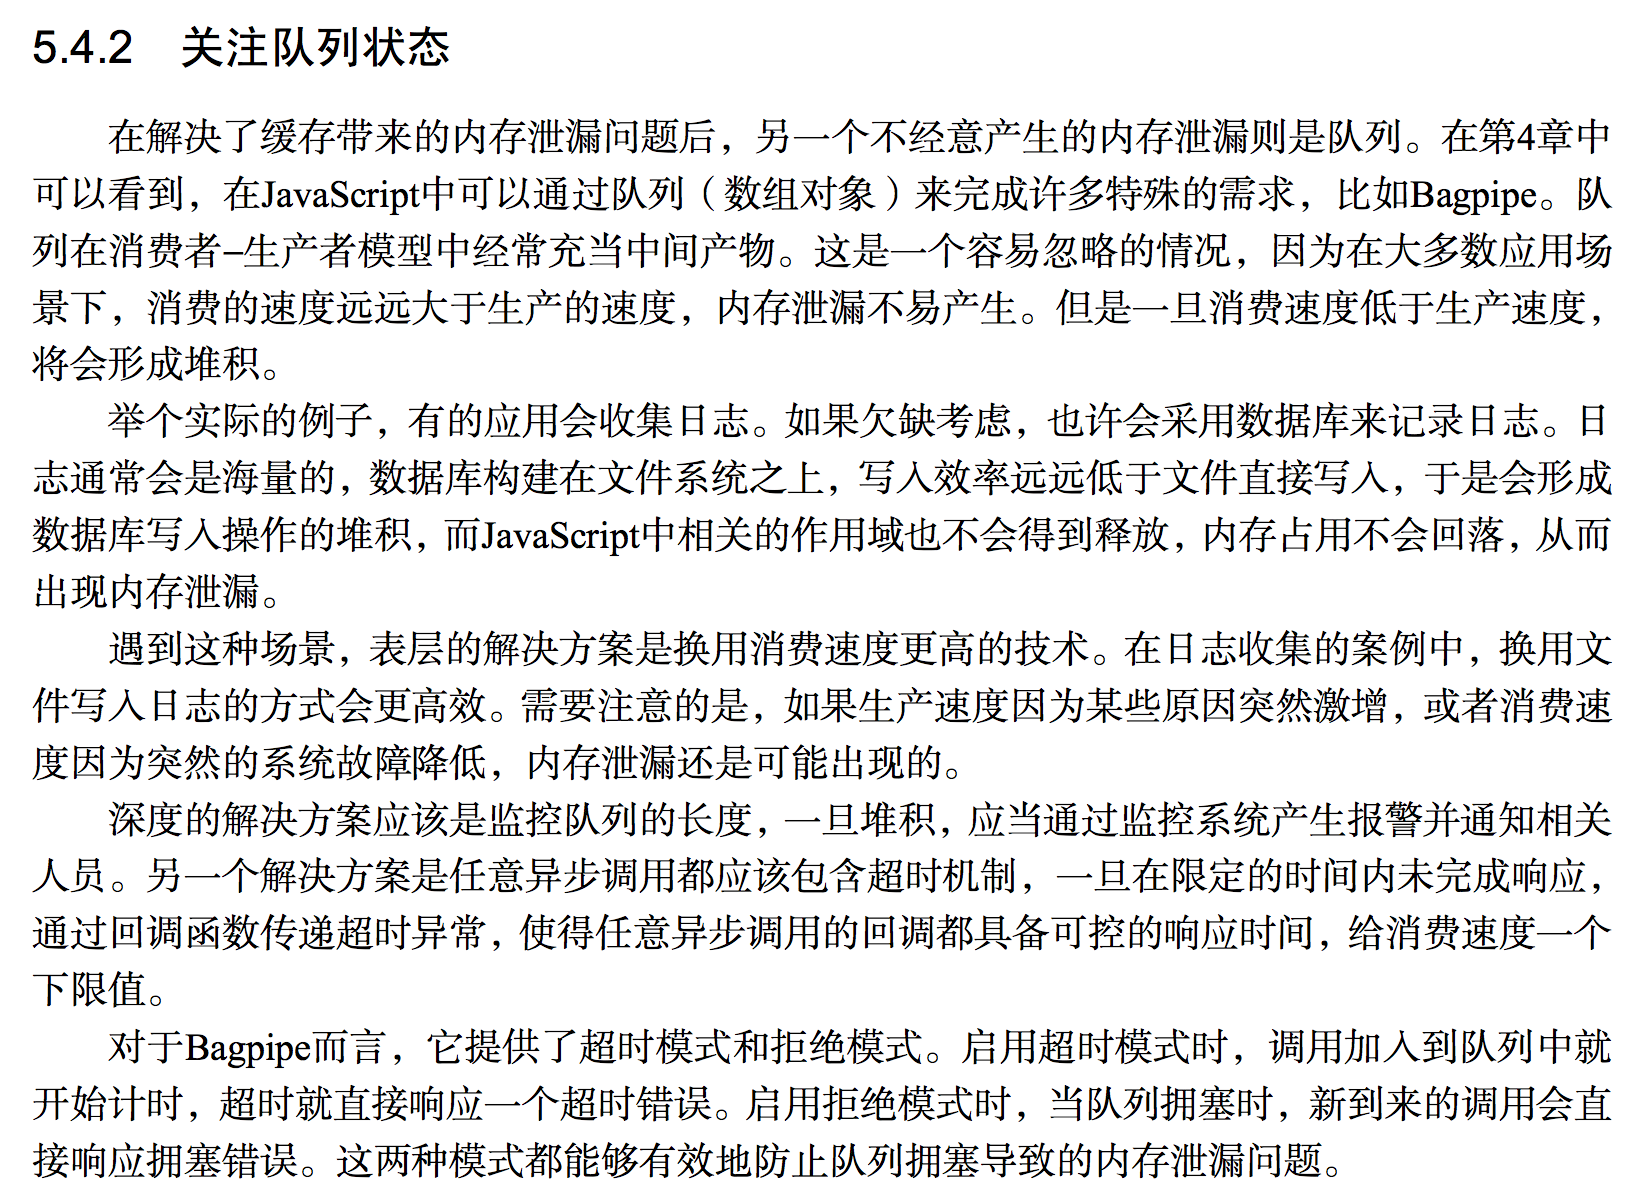 5.4.2 关注队列状态
在解决了缓存带来的内存泄漏问题后，另一个不经意产生的内存泄漏则是队列。在第4章中
可以看到，在JavaScript中可以通过队列（数组对象）来完成许多特殊的需求，比如Bagpipe。队
列在消费者–生产者模型中经常充当中间产物。这是一个容易忽略的情况，因为在大多数应用场
景下，消费的速度远远大于生产的速度，内存泄漏不易产生。但是一旦消费速度低于生产速度，
将会形成堆积。
举个实际的例子，有的应用会收集日志。如果欠缺考虑，也许会采用数据库来记录日志。日
志通常会是海量的，数据库构建在文件系统之上，写入效率远远低于文件直接写入，于是会形成
数据库写入操作的堆积，而JavaScript中相关的作用域也不会得到释放，内存占用不会回落，从而
出现内存泄漏。
遇到这种场景，表层的解决方案是换用消费速度更高的技术。在日志收集的案例中，换用文
件写入日志的方式会更高效。需要注意的是，如果生产速度因为某些原因突然激增，或者消费速
度因为突然的系统故障降低，内存泄漏还是可能出现的。
深度的解决方案应该是监控队列的长度，一旦堆积，应当通过监控系统产生报警并通知相关
人员。另一个解决方案是任意异步调用都应该包含超时机制，一旦在限定的时间内未完成响应，
通过回调函数传递超时异常，使得任意异步调用的回调都具备可控的响应时间，给消费速度一个
下限值。
对于Bagpipe而言，它提供了超时模式和拒绝模式。启用超时模式时，调用加入到队列中就
开始计时，超时就直接响应一个超时错误。启用拒绝模式时，当队列拥塞时，新到来的调用会直
接响应拥塞错误。这两种模式都能够有效地防止队列拥塞导致的内存泄漏问题。